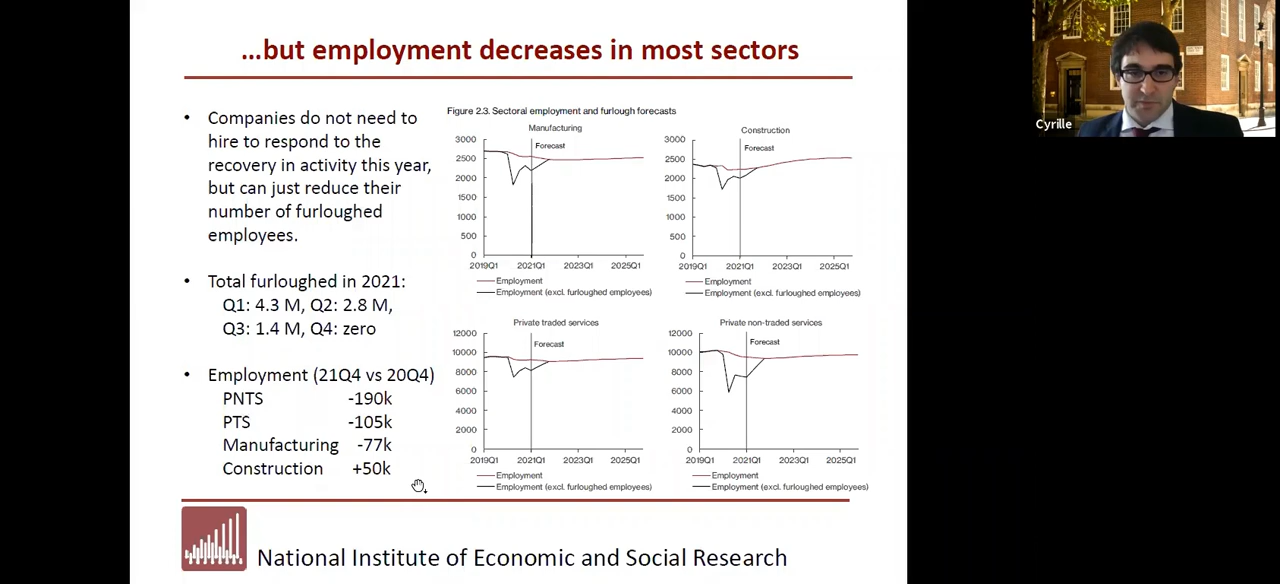 …but employment decreases in most sectors
• Companies do not need to
hire to respond to the
recovery in activity this year,
but can just reduce their
number of furloughed
employees.
• Total furloughed in 2021:
Q1: 4.3 M, Q2: 2.8 M,
Q3: 1.4 M, Q4: zero
• Employment (21Q4 vs 20Q4)
PNTS -190k
PTS -105k
Manufacturing -77k
Construction +50k
Figure 2.3. Sectoral employment and furlough forecasts
Manufacturing
3000
2500
2000
1500
1000
500
0
Forecast
2019Q1 2021Q1 2023Q1 2025Q1
Employment
Employment (excl. furloughed employees)
Construction
3000
2500
2000
1500
1000
500
0
Forecast
2019Q1 2021Q1 2023Q1 2025Q1
Employment
Employment (excl. furloughed employees)
Private traded services
12000
10000
8000
6000
4000
2000
0
Forecast
2019Q1 2021Q1 2023Q1 2025Q1
Employment
Employment (excl. furloughed employees)
Private non-traded services
12000
10000
8000
6000
4000
2000
0
Forecast
2019Q1 2021Q1 2023Q1 2025Q1
Employment
Employment (excl. furloughed employees)
National Institute of Economic and Social Research
Cyrille